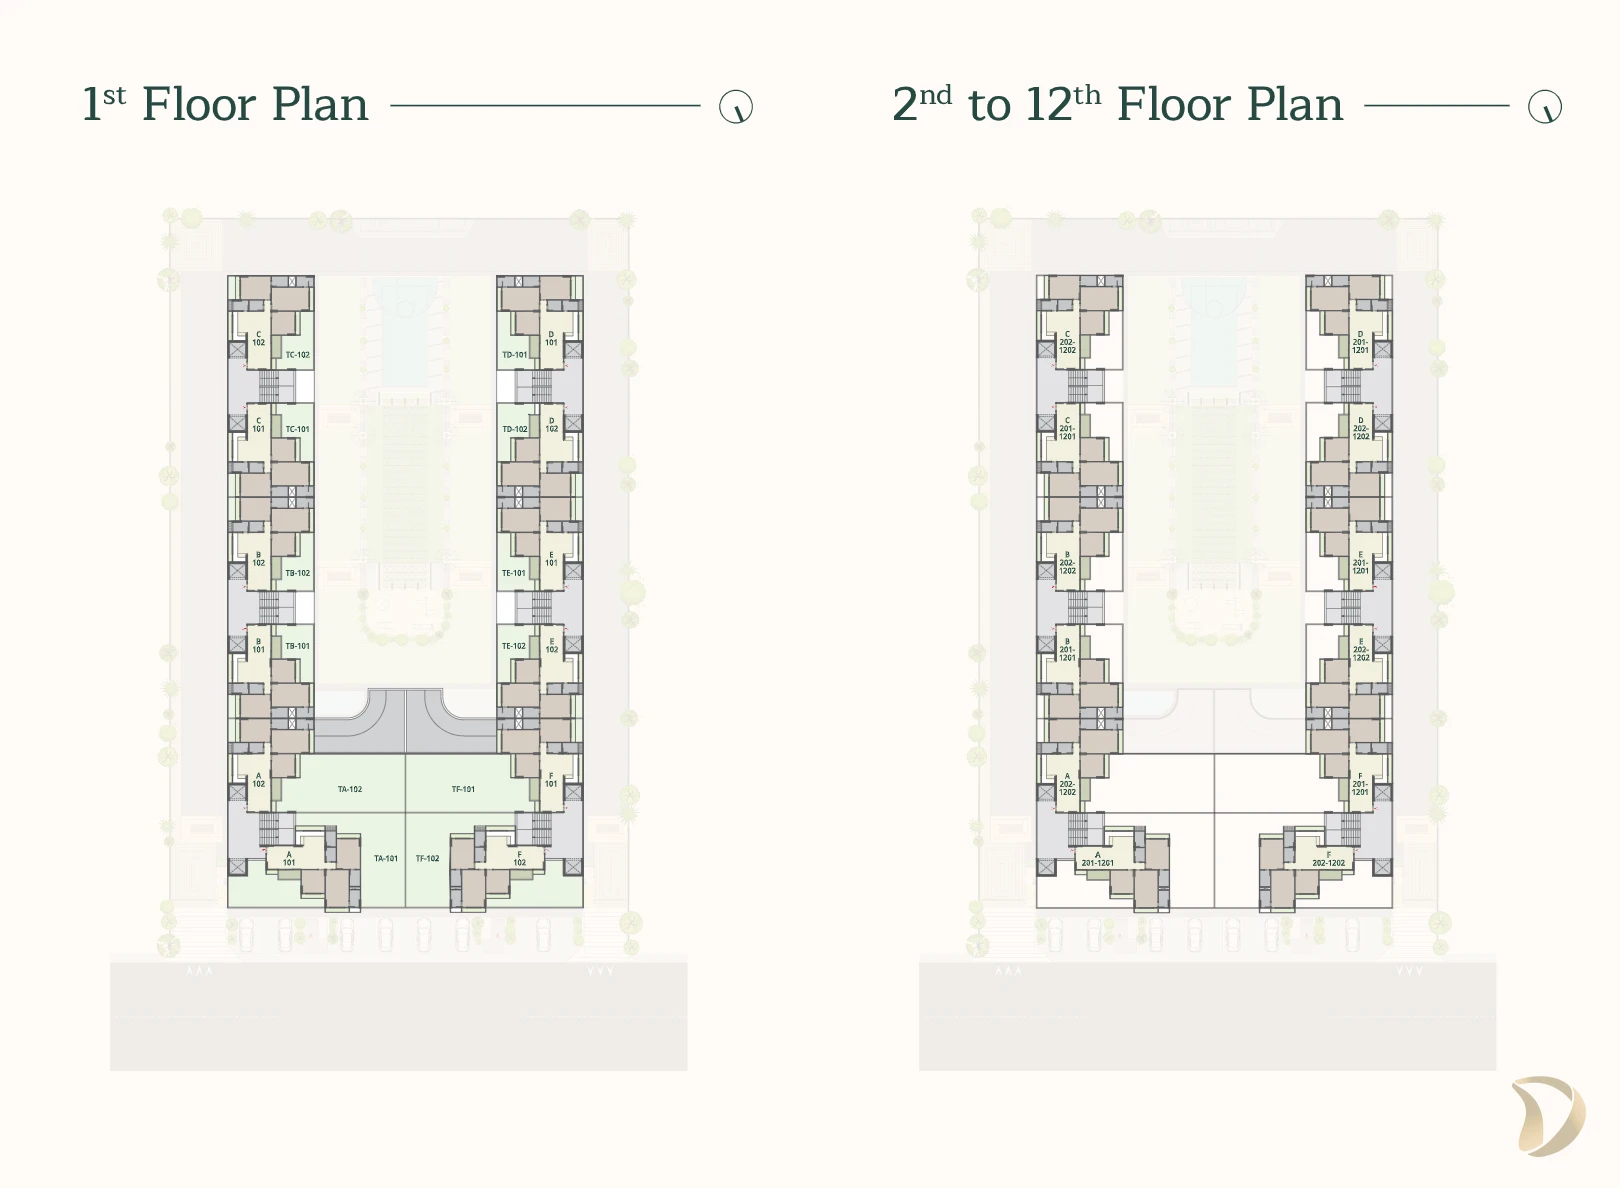 1st Floor Plan
2nd to 12th Floor Plan
C
102
TC-102
TD-101
D
101
C
101
TC-101
TD-102
D
102
B
102
TB-102
TE-101
E
101
B
101
TB-101
TE-102
E
102
A
102
TA-102
TF-101
F
101
A
101
TA-101
TF-102
F
102
C
202-
1202
D
201-
1201
C
201-
1201
D
202-
1202
B
202-
1202
E
201-
1201
B
201-
1201
E
202-
1202
A
202-
1202
F
201-
1201
A
201-1201
F
202-1202